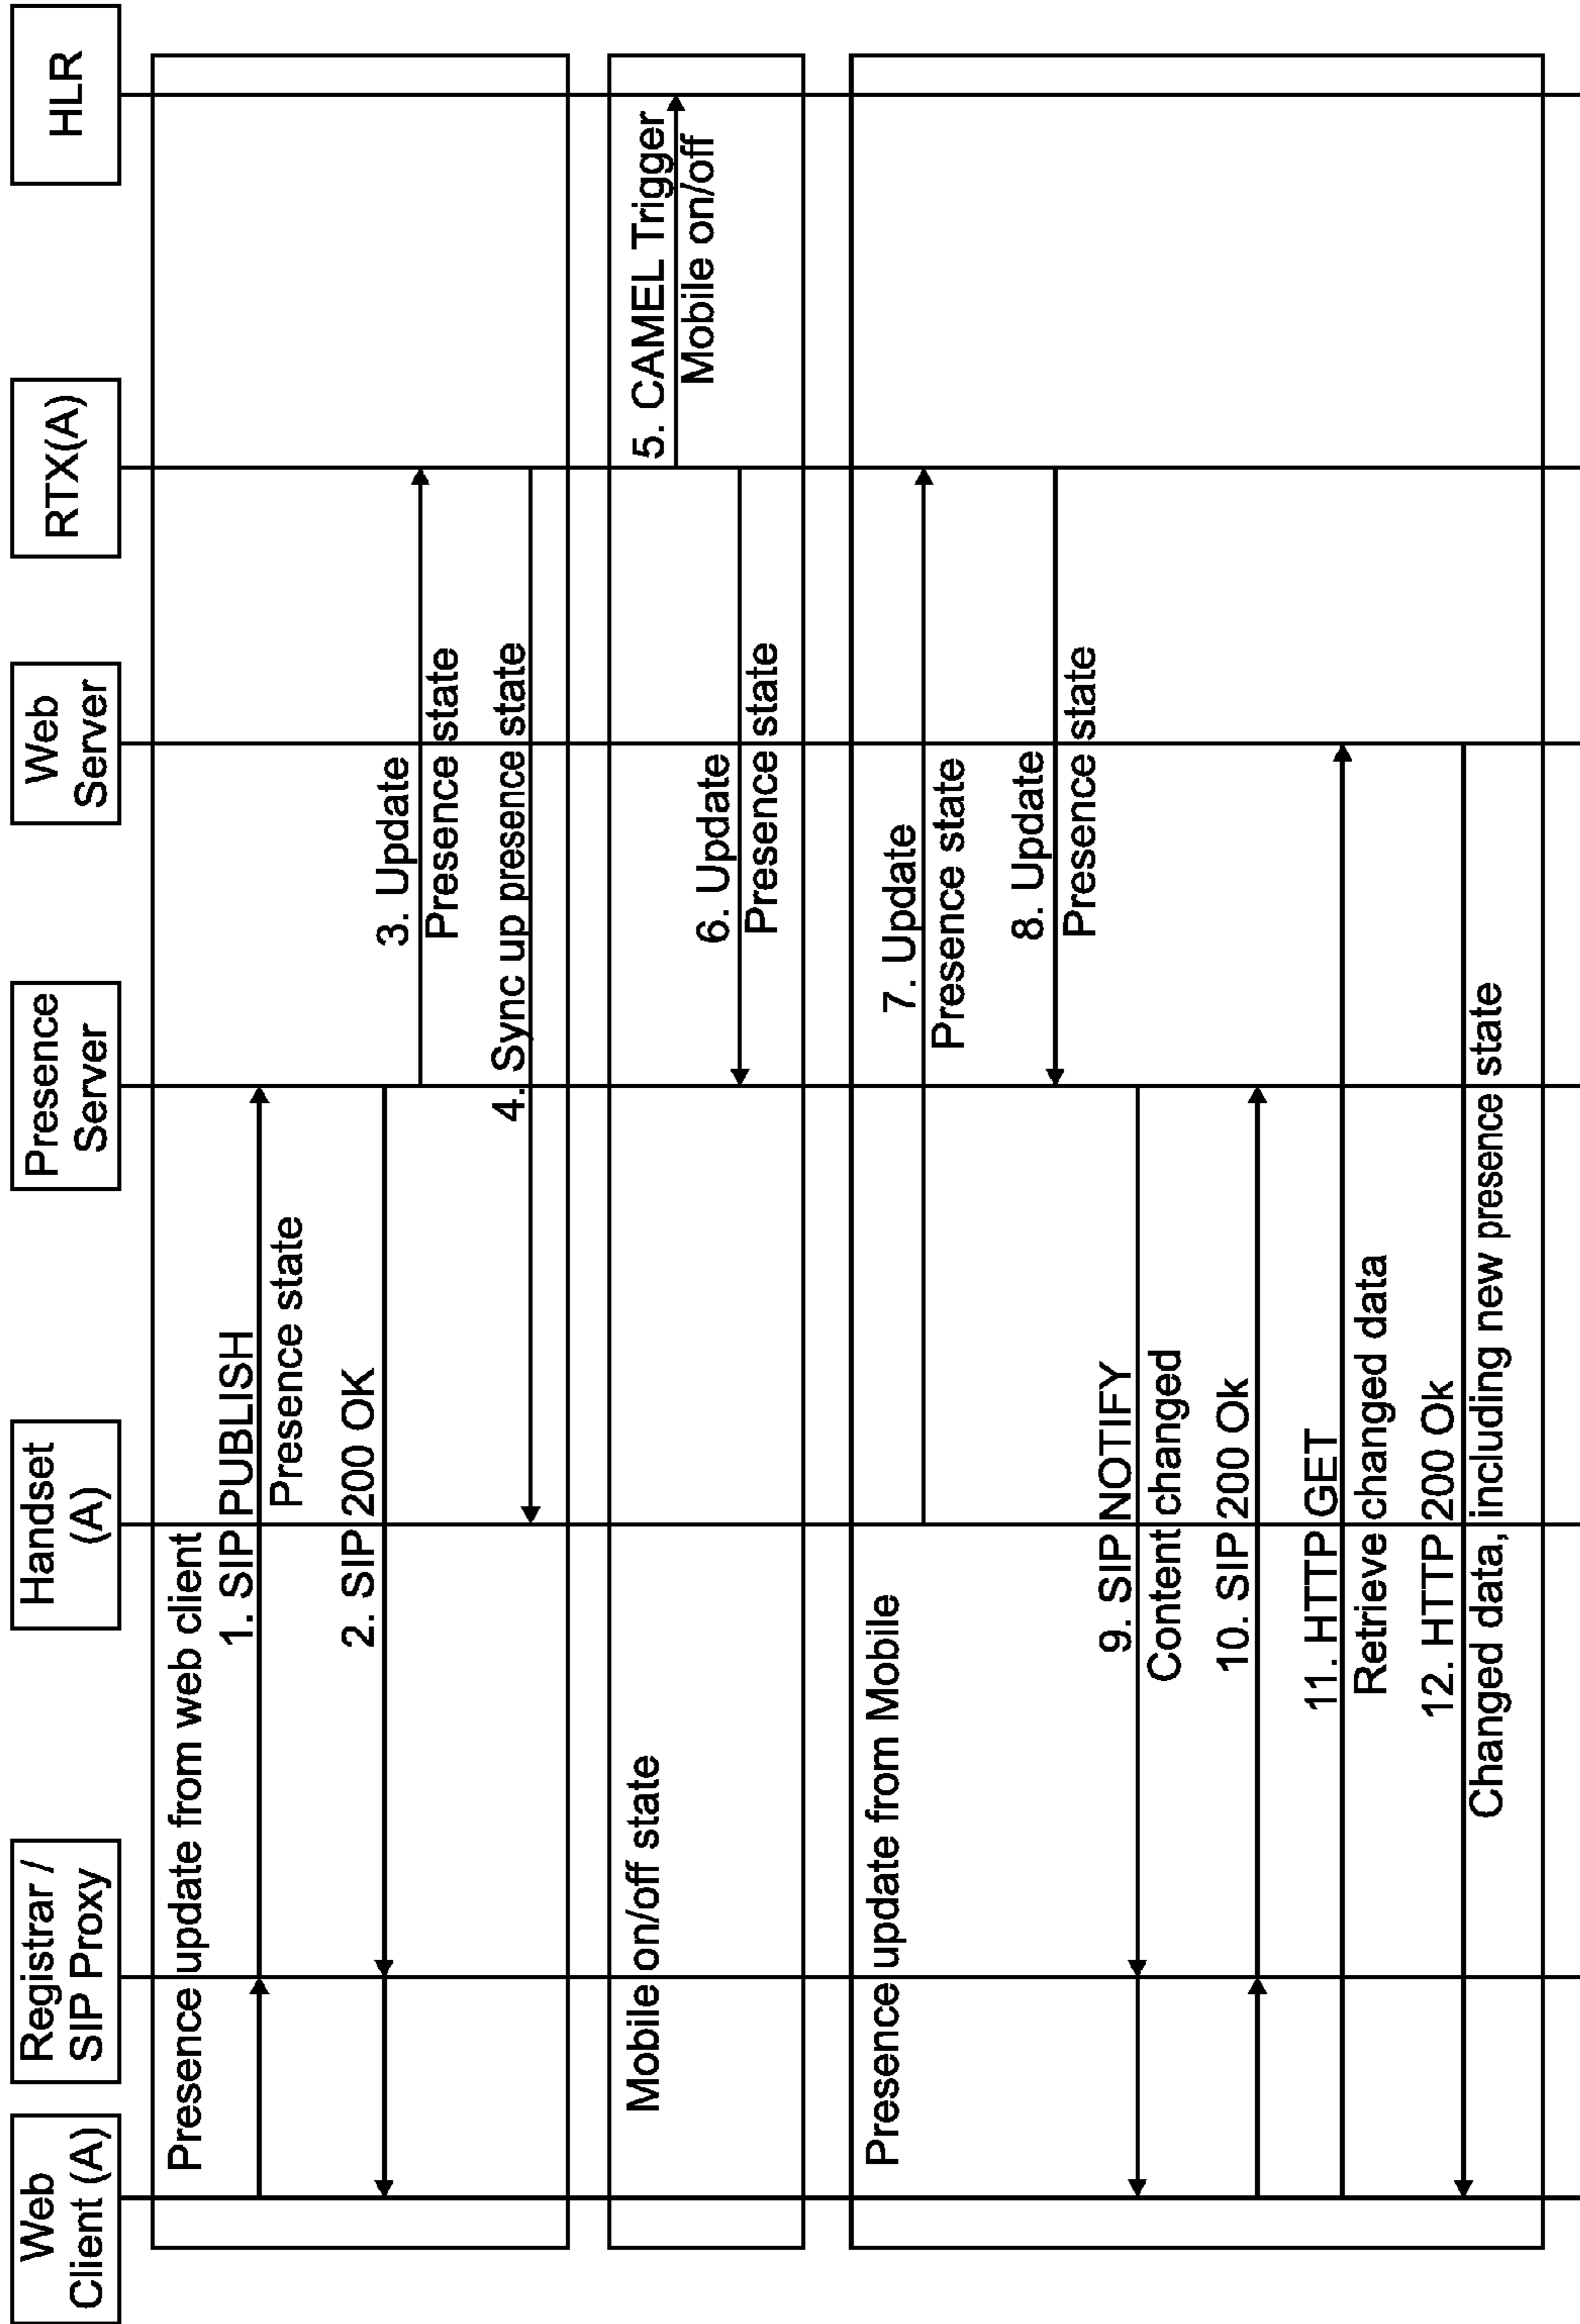 Web
Client (A)
Registrar /
SIP Proxy
Handset
(A)
Presence
Server
Web
Server
RTX(A)
HLR
Presence update from web client
1. SIP PUBLISH
Presence state
2. SIP 200 OK
3. Update
Presence state
4. Sync up presence state
Mobile on/off state
5. CAMEL Trigger
Mobile on/off
6. Update
Presence state
Presence update from Mobile
7. Update
Presence state
8. Update
Presence state
9. SIP NOTIFY
Content changed
10. SIP 200 Ok
11. HTTP GET
Retrieve changed data
12. HTTP 200 Ok
Changed data, including new presence state